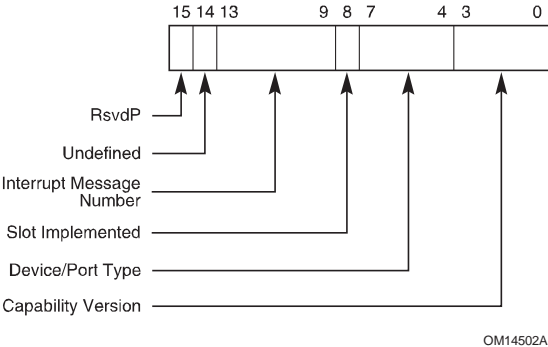 15 14 13 9 8 7 4 3 0
RsvdP
Undefined
Interrupt Message
Number
Slot Implemented
Device/Port Type
Capability Version
OM14502A